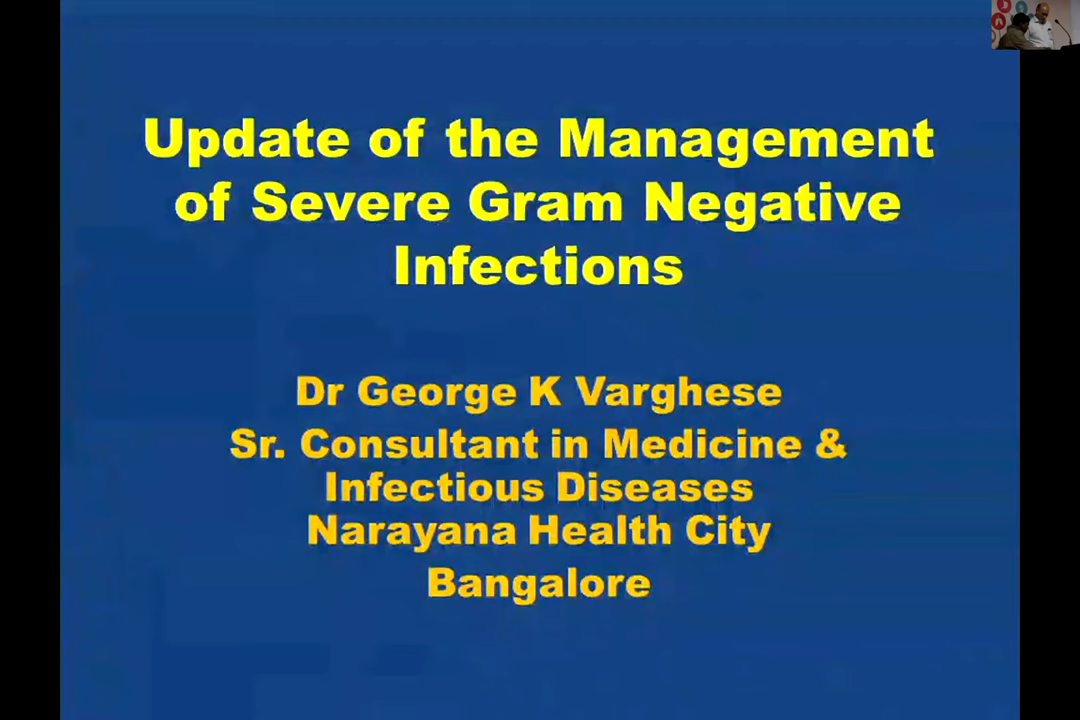 Update of the Management
of Severe Gram Negative
Infections
Dr George K Varghese
Sr. Consultant in Medicine &
Infectious Diseases
Narayana Health City
Bangalore